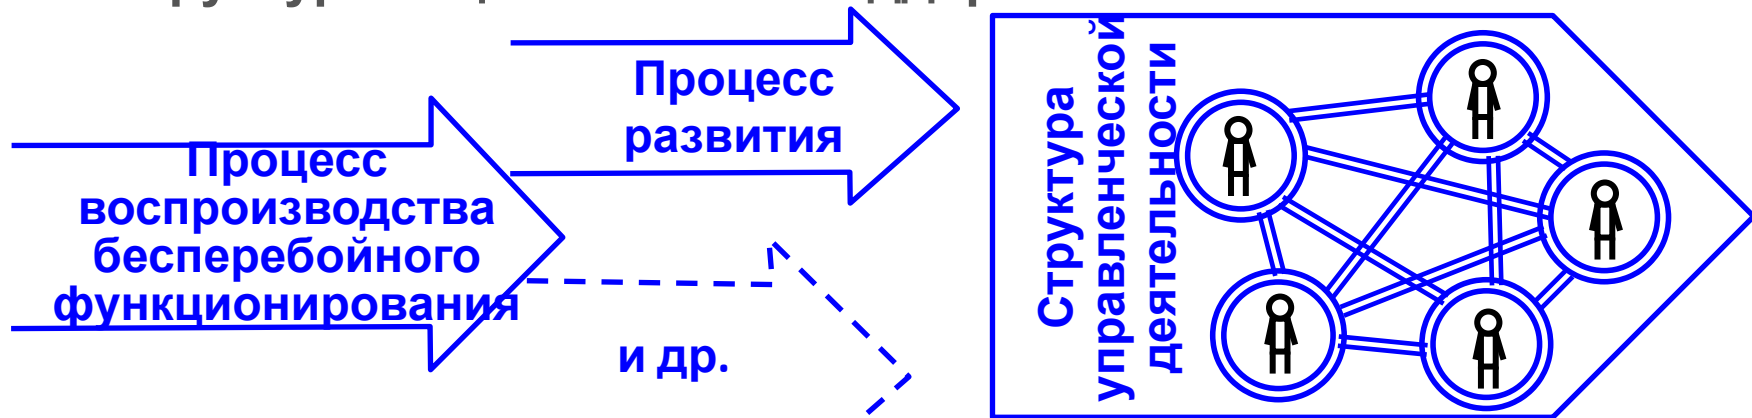 Процесс
развития
Процесс
воспроизводства
бесперебойного
функционирования
и др.
Структура
управленческой
деятельности